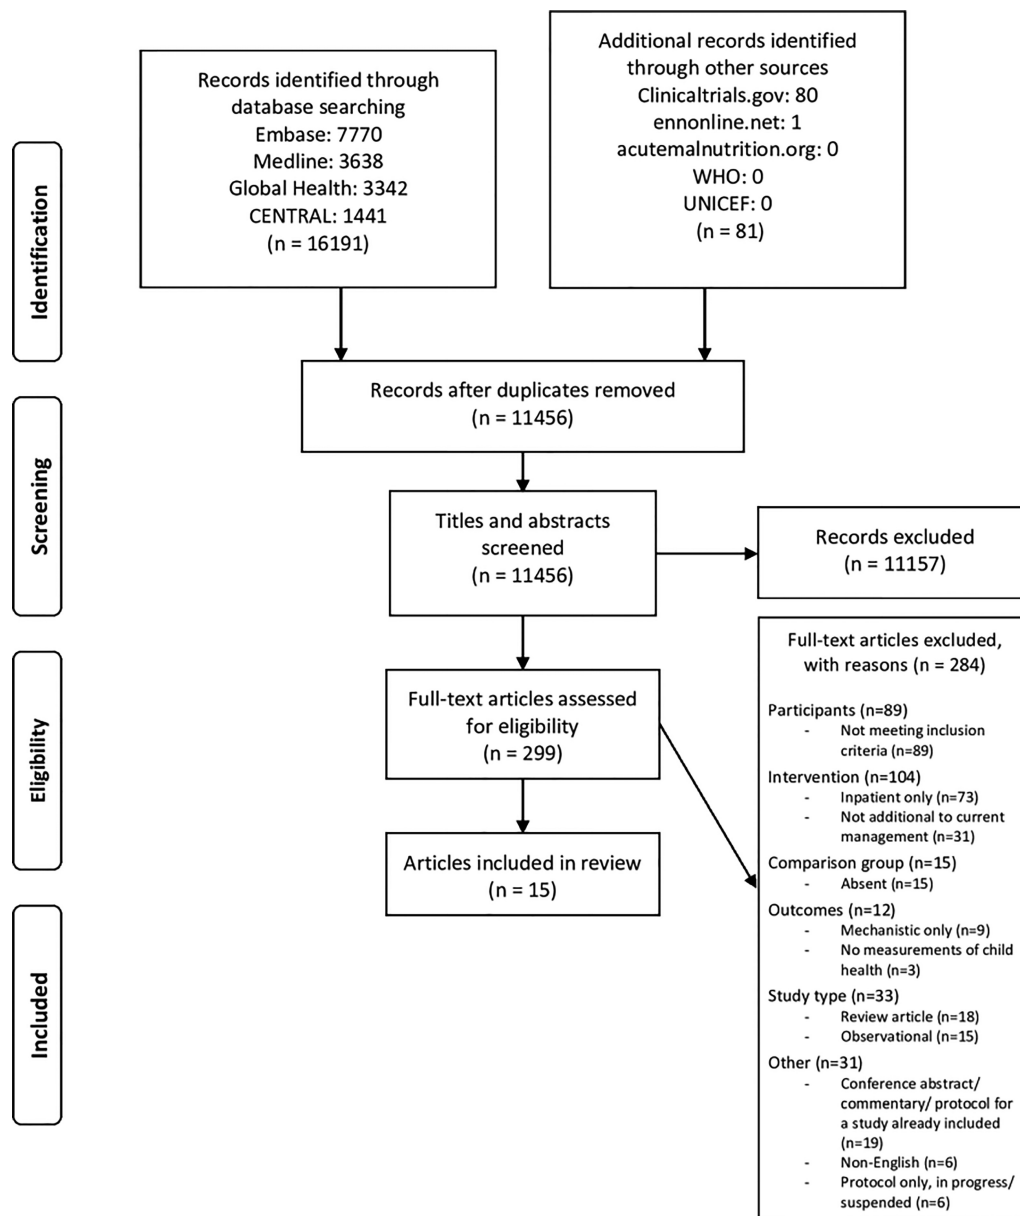 Records identified through
database searching
Embase: 7770
Medline: 3638
Global Health: 3342
CENTRAL: 1441
(n = 16191)
Additional records identified
through other sources
Clinicaltrials.gov: 80
ennonline.net: 1
acutemalnutrition.org: 0
WHO: 0
UNICEF: 0
(n = 81)
Identification
Records after duplicates removed
(n = 11456)
Screening
Titles and abstracts
screened
(n = 11456)
Records excluded
(n = 11157)
Eligibility
Full-text articles assessed
for eligibility
(n = 299)
Full-text articles excluded,
with reasons (n = 284)
Participants (n=89)
- Not meeting inclusion
criteria (n=89)
Intervention (n=104)
- Inpatient only (n=73)
- Not additional to current
management (n=31)
Comparison group (n=15)
- Absent (n=15)
Outcomes (n=12)
- Mechanistic only (n=9)
- No measurements of child
health (n=3)
Study type (n=33)
- Review article (n=18)
- Observational (n=15)
Other (n=31)
- Conference abstract/
commentary/ protocol for
a study already included
(n=19)
- Non-English (n=6)
- Protocol only, in progress/
suspended (n=6)
Articles included in review
(n = 15)
Included